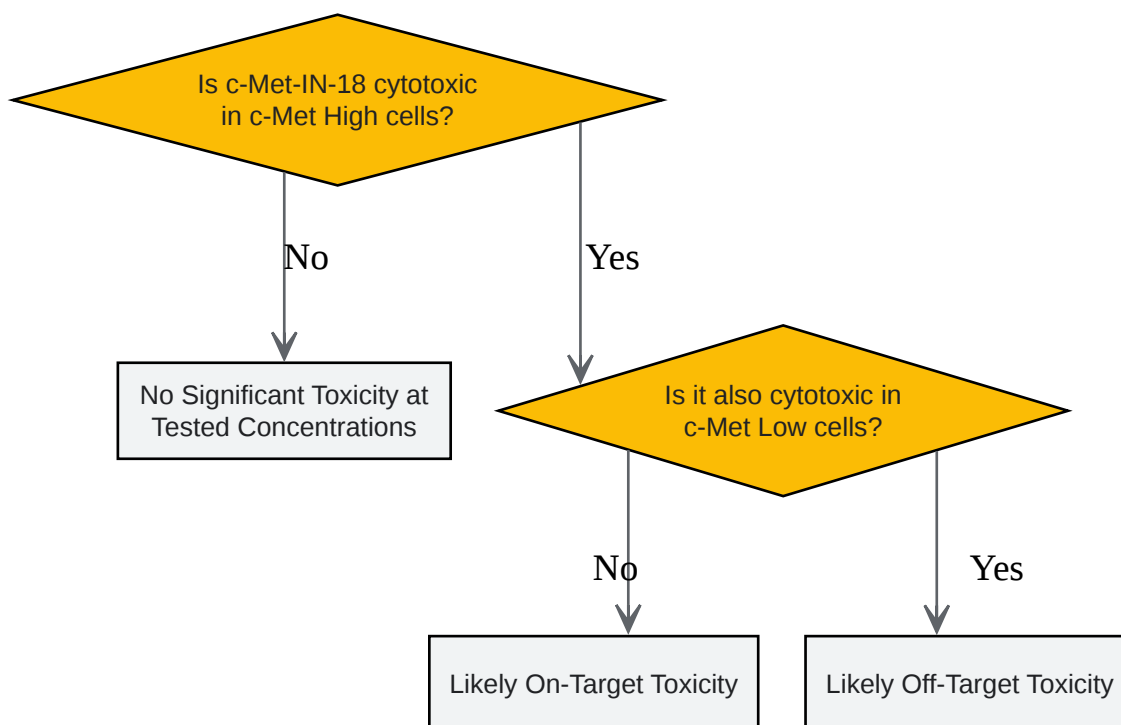 Is c-Met-IN-18 cytotoxic
in c-Met High cells?
No
Yes
No Significant Toxicity at
Tested Concentrations
Is it also cytotoxic in
c-Met Low cells?
No
Yes
Likely On-Target Toxicity
Likely Off-Target Toxicity